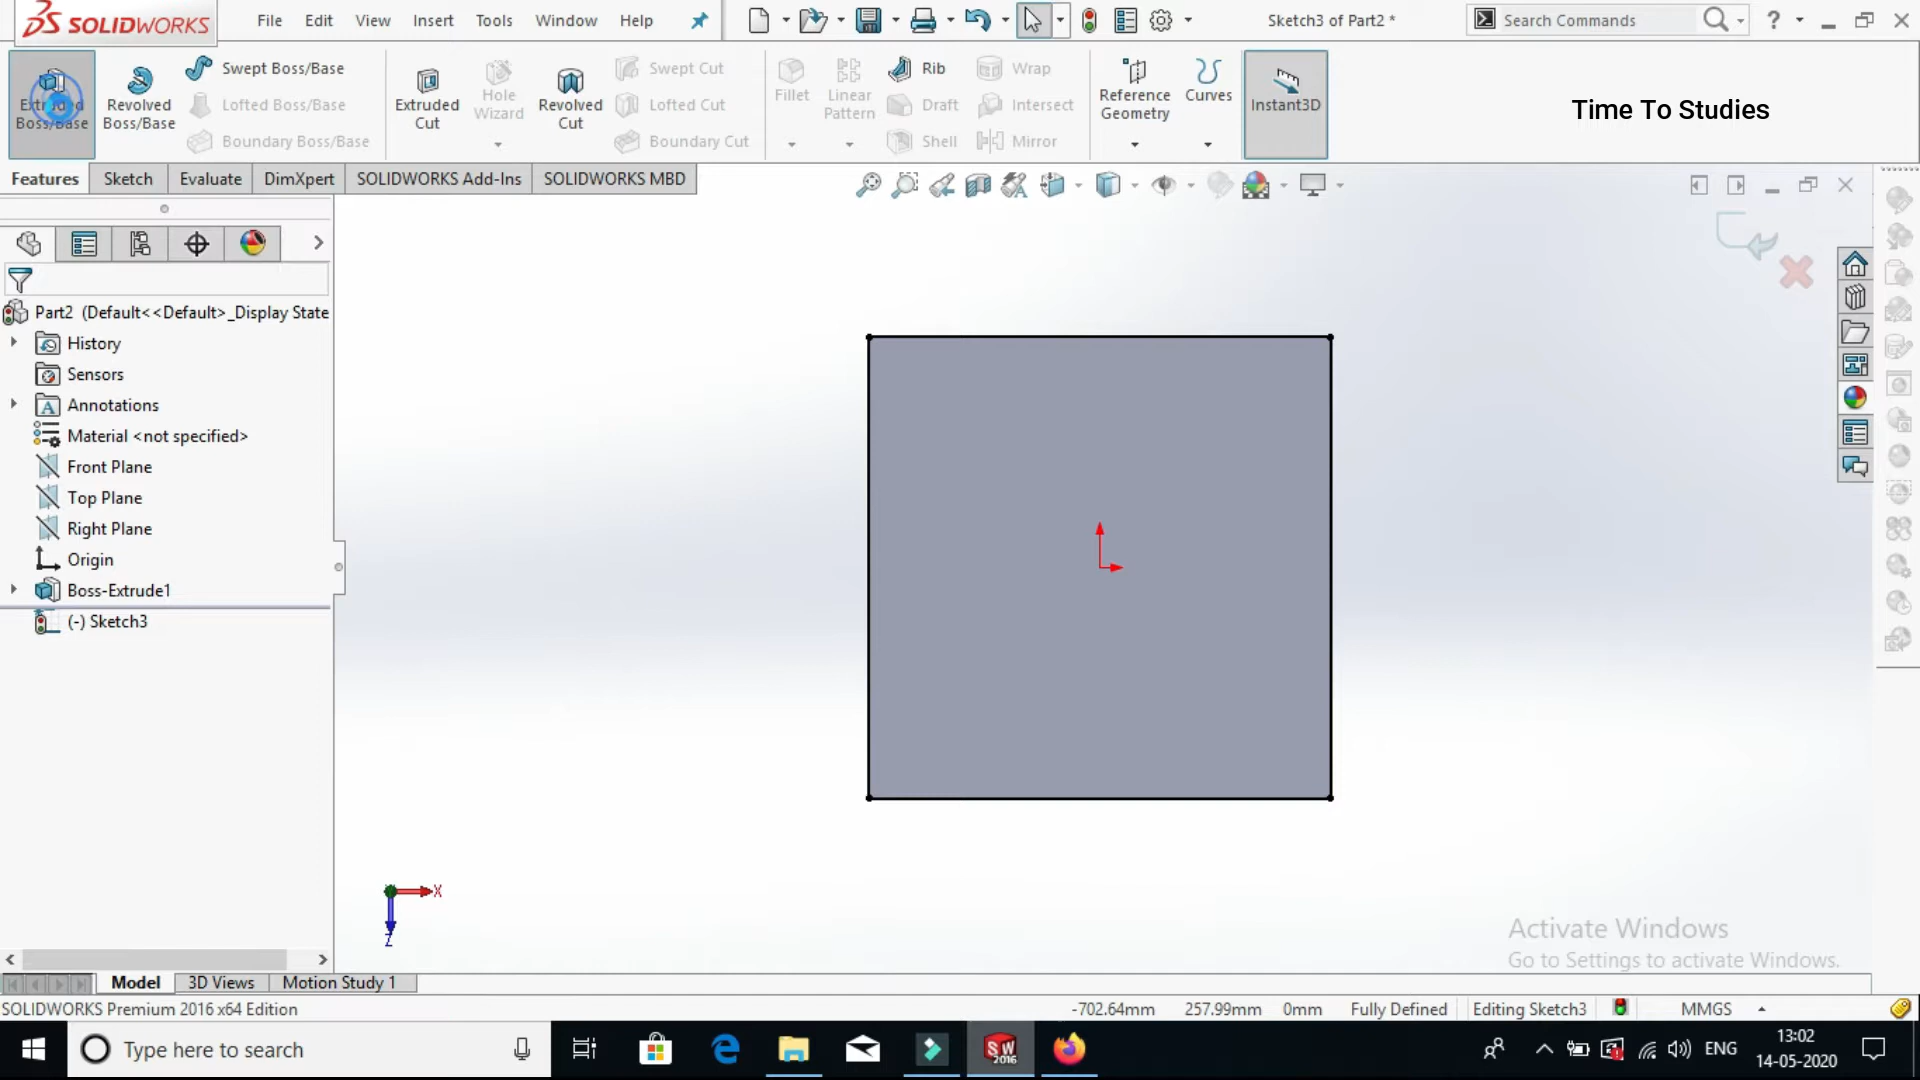 SOLIDWORKS
File Edit View Insert Tools Window Help
Sketch3 of Part2 *
Search Commands
Extruded Boss/Base
Revolved Boss/Base
Swept Boss/Base
Lofted Boss/Base
Boundary Boss/Base
Extruded Cut
Hole Wizard
Revolved Cut
Swept Cut
Lofted Cut
Boundary Cut
Fillet
Linear Pattern
Rib
Draft
Shell
Wrap
Intersect
Mirror
Reference Geometry
Curves
Instant3D
Time To Studies
Features Sketch Evaluate DimXpert SOLIDWORKS Add-Ins SOLIDWORKS MBD
Part2 (Default<<Default>_Display State
History
Sensors
Annotations
Material <not specified>
Front Plane
Top Plane
Right Plane
Origin
Boss-Extrude1
(-) Sketch3
X
Z
Activate Windows
Go to Settings to activate Windows.
Model 3D Views Motion Study 1
SOLIDWORKS Premium 2016 x64 Edition
-702.64mm 257.99mm 0mm Fully Defined Editing Sketch3 MMGS
Type here to search
SW 2016
ENG
13:02
14-05-2020